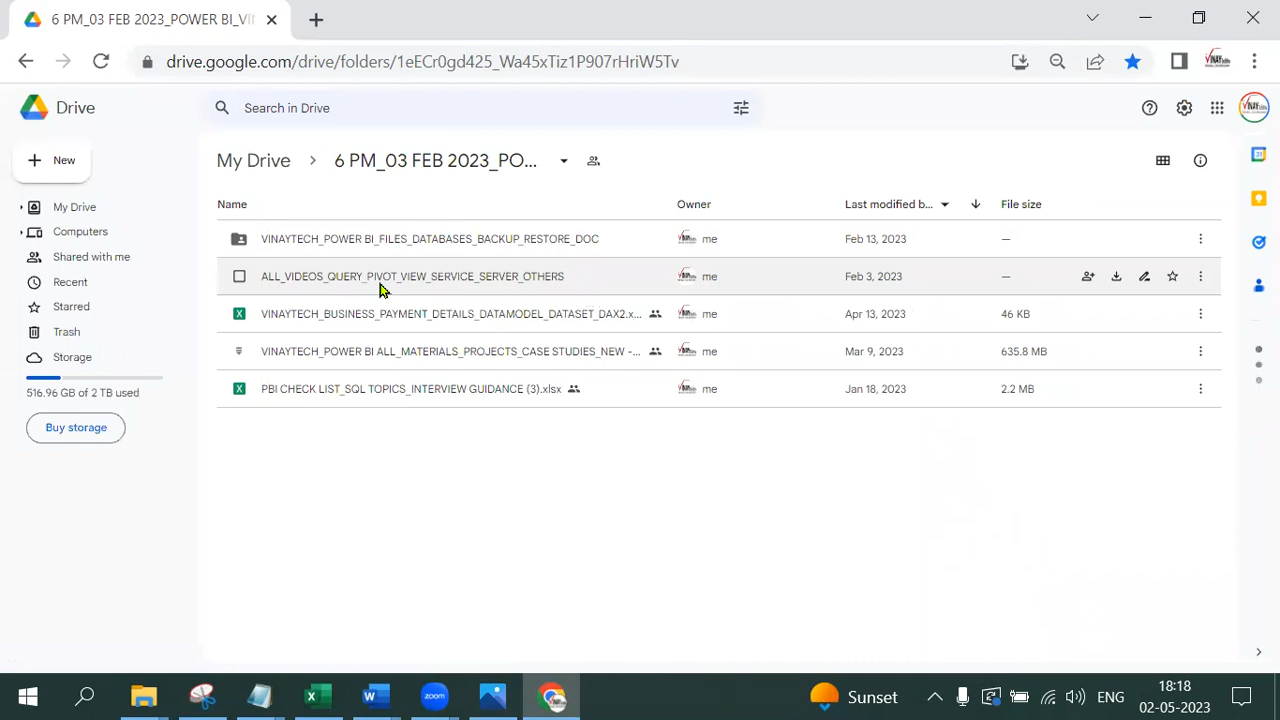 6 PM_03 FEB 2023_POWER BI_VIN
drive.google.com/drive/folders/1eECr0gd425_Wa45xTiz1P907rHriW5Tv
Drive
Search in Drive
New
My Drive
Computers
Shared with me
Recent
Starred
Trash
Storage
516.96 GB of 2 TB used
Buy storage
My Drive > 6 PM_03 FEB 2023_PO...
Name Owner Last modified b... File size
VINAYTECH_POWER BI_FILES_DATABASES_BACKUP_RESTORE_DOC me Feb 13, 2023 —
ALL_VIDEOS_QUERY_PIVOT_VIEW_SERVICE_SERVER_OTHERS me Feb 3, 2023 —
VINAYTECH_BUSINESS_PAYMENT_DETAILS_DATAMODEL_DATASET_DAX2.x... me Apr 13, 2023 46 KB
VINAYTECH_POWER BI ALL_MATERIALS_PROJECTS_CASE STUDIES_NEW -... me Mar 9, 2023 635.8 MB
PBI CHECK LIST_SQL TOPICS_INTERVIEW GUIDANCE (3).xlsx me Jan 18, 2023 2.2 MB
Sunset
ENG
18:18
02-05-2023